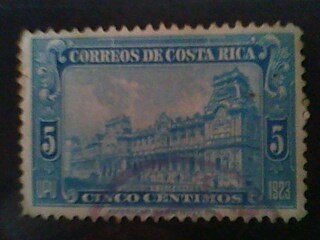 CORREOS DE COSTA RICA
5 5
UPU 1923
CINCO CENTIMOS